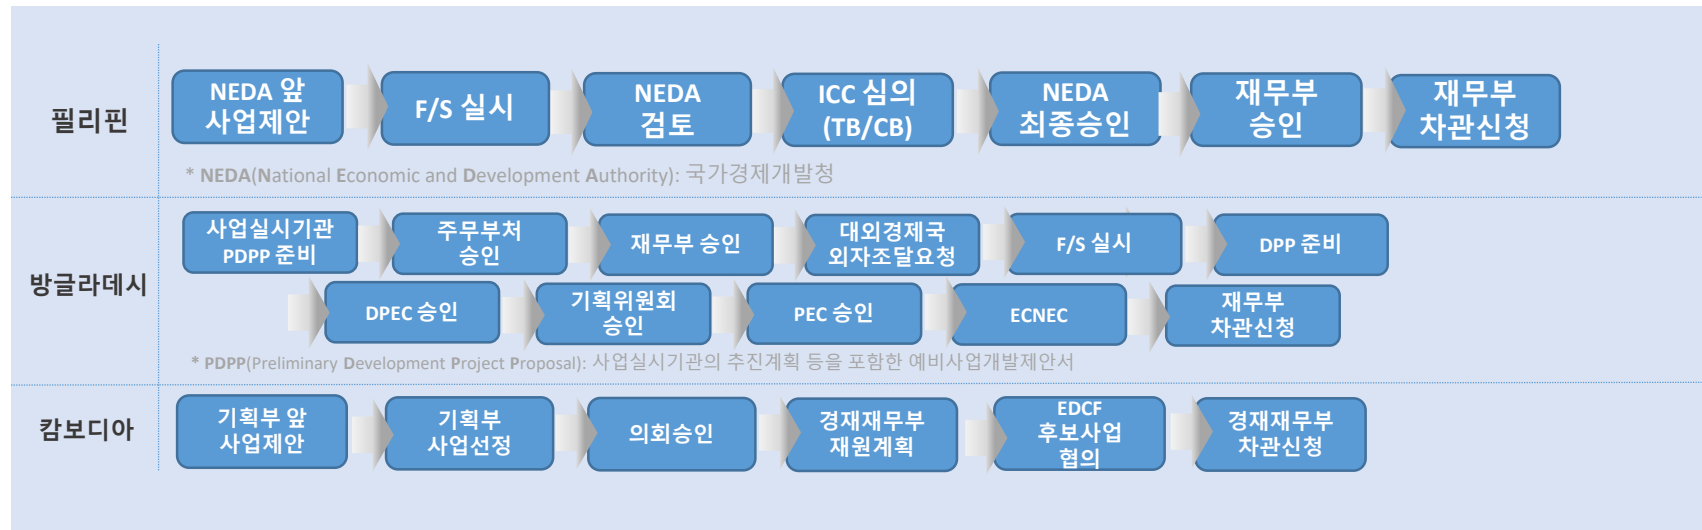 필리핀
NEDA 앞
사업제안
F/S 실시
NEDA
검토
ICC 심의
(TB/CB)
NEDA
최종승인
재무부
승인
재무부
차관신청
* NEDA(National Economic and Development Authority): 국가경제개발청
방글라데시
사업실시기관
PDPP 준비
주무부처
승인
재무부 승인
대외경제국
외자조달요청
F/S 실시
DPP 준비
DPEC 승인
기획위원회
승인
PEC 승인
ECNEC
재무부
차관신청
* PDPP(Preliminary Development Project Proposal): 사업실시기관의 추진계획 등을 포함한 예비사업개발제안서
캄보디아
기획부 앞
사업제안
기획부
사업선정
의회승인
경재재무부
재원계획
EDCF
후보사업
협의
경재재무부
차관신청